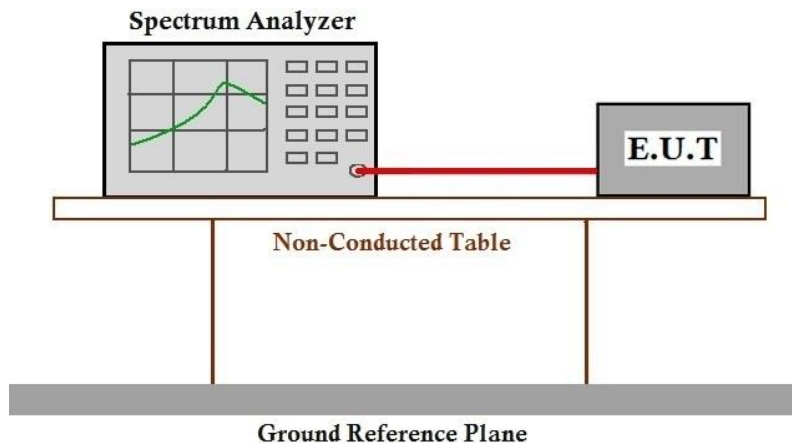 Spectrum Analyzer
E.U.T
Non-Conducted Table
Ground Reference Plane